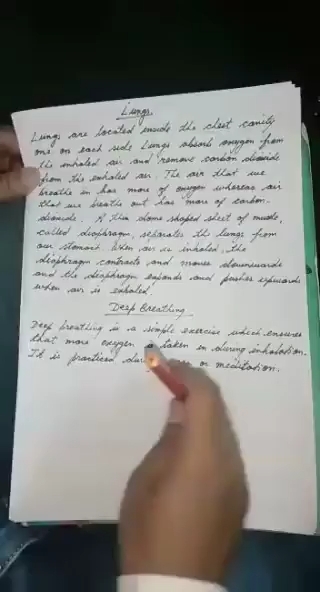 Lungs
Lungs are located inside the chest cavity
one on each side Lungs absorb oxygen from
the inhaled air and remove carbon dioxide
from the exhaled air. The air that we
breathe in has more of oxygen whereas air
that we breathe out has more of carbon-
dioxide. A thin dome shaped sheet of
called diaphragm, separates the lungs from
our stomach. When air is inhaled, the
diaphragm contracts and moves downwards
and the diaphragm expands and pushes upwards
when air is exhaled.
Deep Breathing
Deep breathing is a simple exercise which ensures
that more oxygen is taken in during inhalation.
It is practiced or meditation.